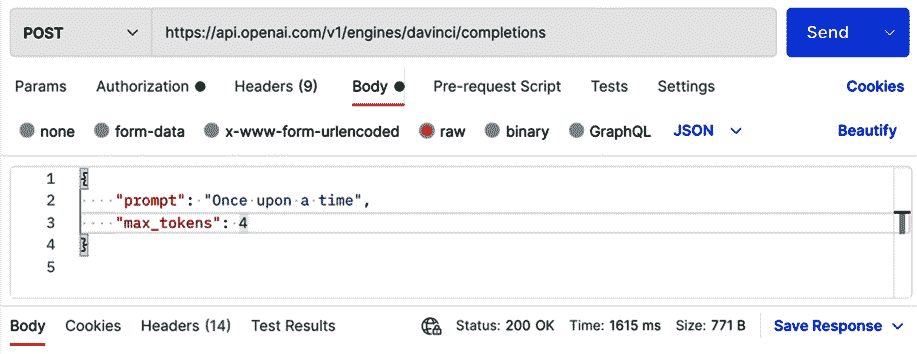 POST https://api.openai.com/v1/engines/davinci/completions Send
Params Authorization Headers (9) Body Pre-request Script Tests Settings Cookies
none form-data x-www-form-urlencoded raw binary GraphQL JSON Beautify
1 {
2 "prompt": "Once upon a time",
3 "max_tokens": 4
4 }
5
Body Cookies Headers (14) Test Results Status: 200 OK Time: 1615 ms Size: 771 B Save Response